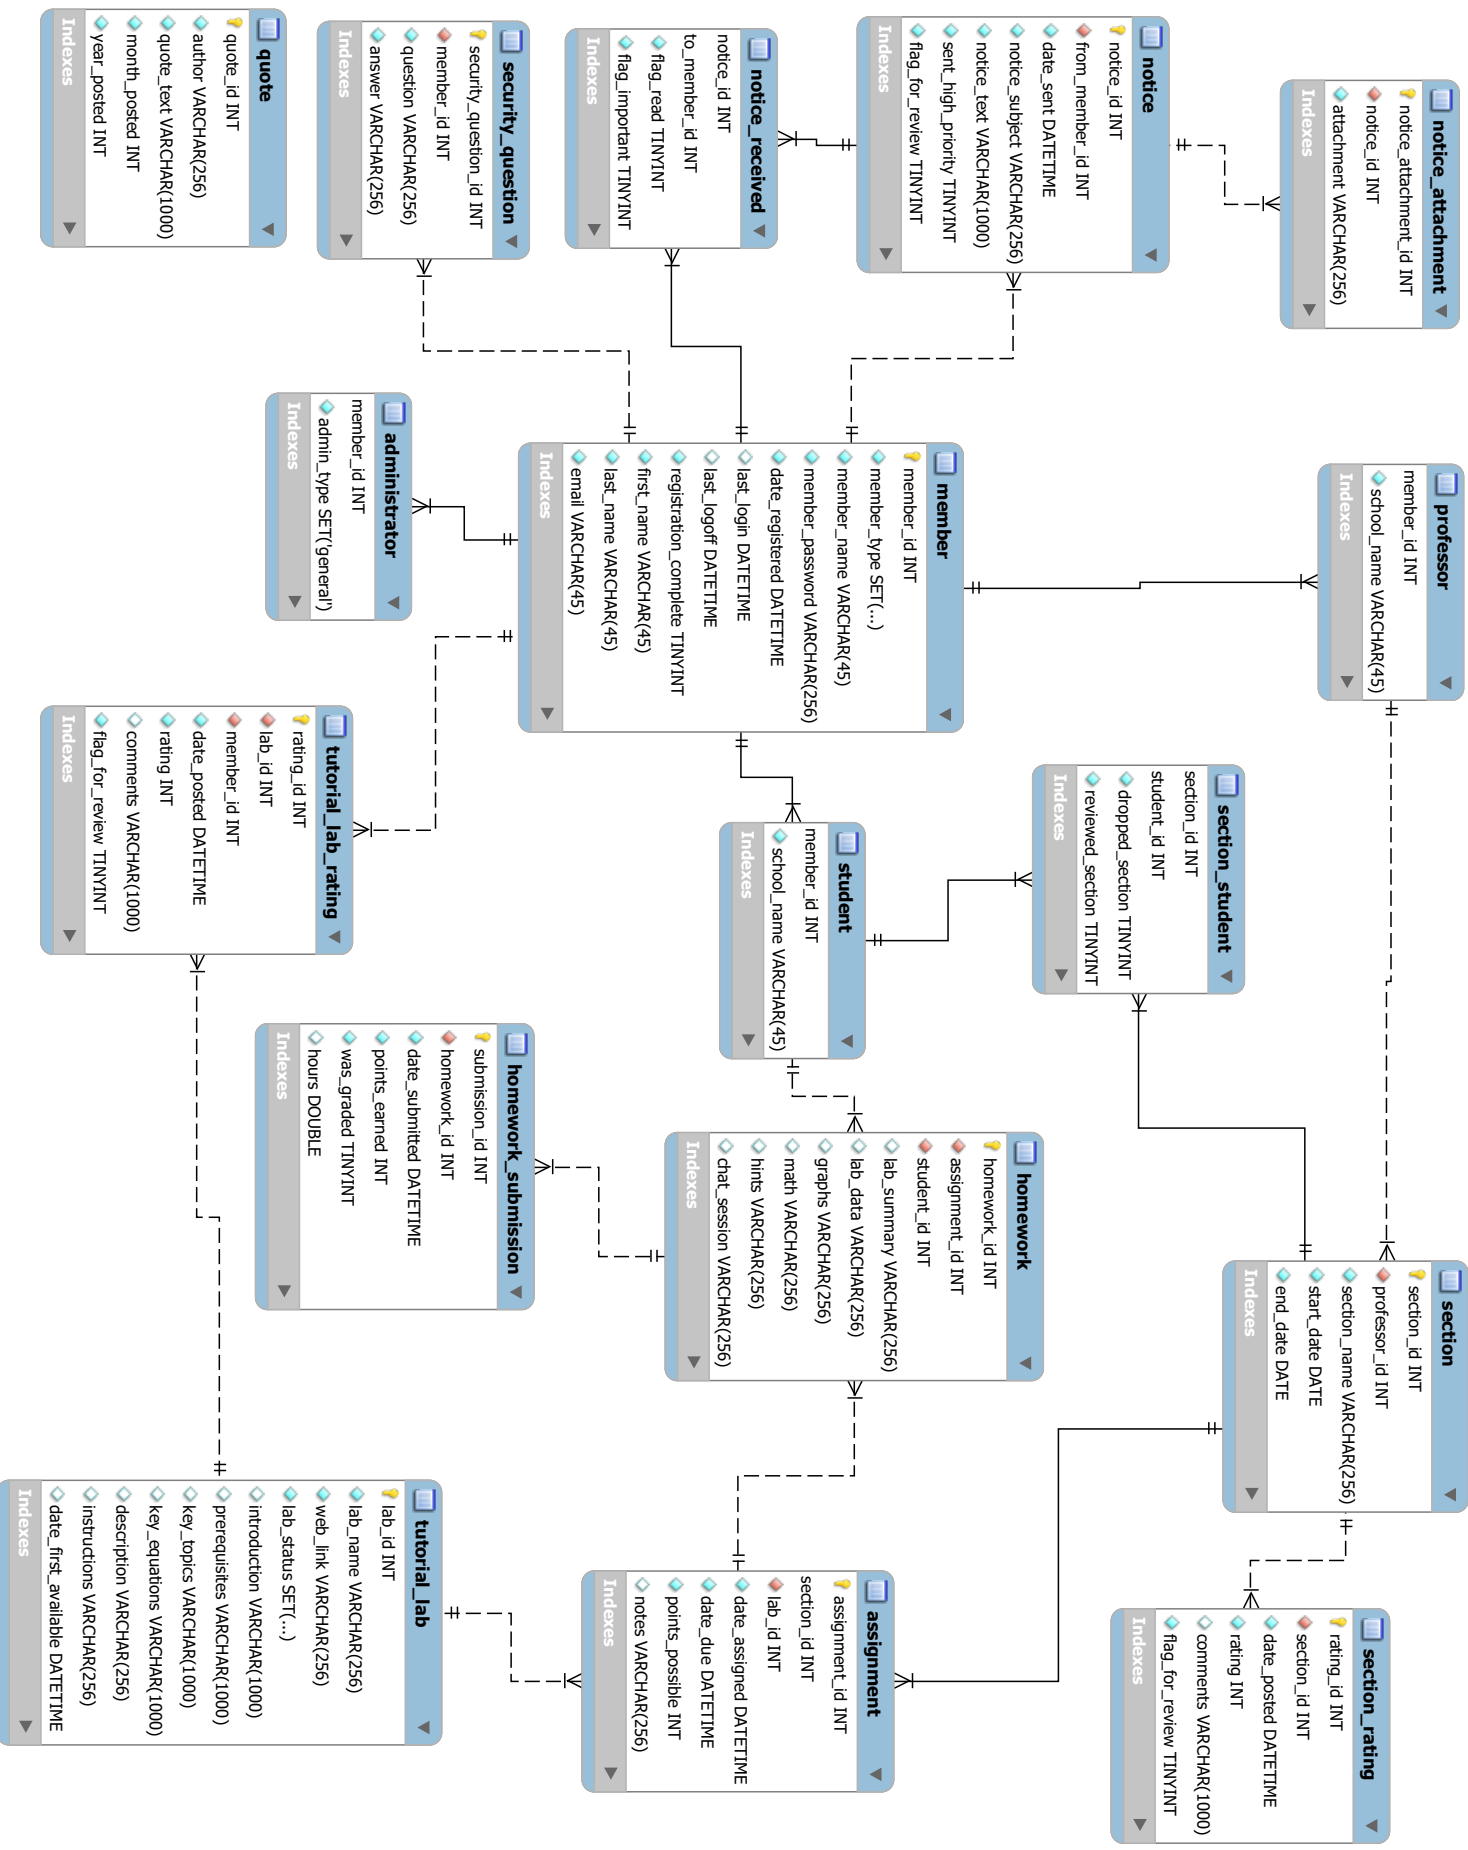 notice_attachment
notice_attachment_id INT
notice_id INT
attachment VARCHAR(256)
Indexes
notice
notice_id INT
from_member_id INT
date_sent DATETIME
notice_subject VARCHAR(256)
notice_text VARCHAR(1000)
sent_high_priority TINYINT
flag_for_review TINYINT
Indexes
notice_received
notice_id INT
to_member_id INT
flag_read TINYINT
flag_important TINYINT
Indexes
security_question
security_question_id INT
member_id INT
question VARCHAR(256)
answer VARCHAR(256)
Indexes
quote
quote_id INT
author VARCHAR(256)
quote_text VARCHAR(1000)
month_posted INT
year_posted INT
Indexes
professor
member_id INT
school_name VARCHAR(45)
Indexes
member
member_id INT
member_type SET(...)
member_name VARCHAR(45)
member_password VARCHAR(256)
date_registered DATETIME
last_login DATETIME
last_logoff DATETIME
registration_complete TINYINT
first_name VARCHAR(45)
last_name VARCHAR(45)
email VARCHAR(45)
Indexes
administrator
member_id INT
admin_type SET('general')
Indexes
section_student
section_id INT
student_id INT
dropped_section TINYINT
reviewed_section TINYINT
Indexes
student
member_id INT
school_name VARCHAR(45)
Indexes
tutorial_lab_rating
rating_id INT
lab_id INT
member_id INT
date_posted DATETIME
rating INT
comments VARCHAR(1000)
flag_for_review TINYINT
Indexes
section
section_id INT
professor_id INT
section_name VARCHAR(256)
start_date DATE
end_date DATE
Indexes
homework
homework_id INT
assignment_id INT
student_id INT
lab_summary VARCHAR(256)
lab_data VARCHAR(256)
graphs VARCHAR(256)
math VARCHAR(256)
hints VARCHAR(256)
chat_session VARCHAR(256)
Indexes
homework_submission
submission_id INT
homework_id INT
date_submitted DATETIME
points_earned INT
was_graded TINYINT
hours DOUBLE
Indexes
section_rating
rating_id INT
section_id INT
date_posted DATETIME
rating INT
comments VARCHAR(1000)
flag_for_review TINYINT
Indexes
assignment
assignment_id INT
section_id INT
lab_id INT
date_assigned DATETIME
date_due DATETIME
points_possible INT
notes VARCHAR(256)
Indexes
tutorial_lab
lab_id INT
lab_name VARCHAR(256)
web_link VARCHAR(256)
lab_status SET(...)
introduction VARCHAR(1000)
prerequisites VARCHAR(1000)
key_topics VARCHAR(1000)
key_equations VARCHAR(1000)
description VARCHAR(256)
instructions VARCHAR(256)
date_first_available DATETIME
Indexes